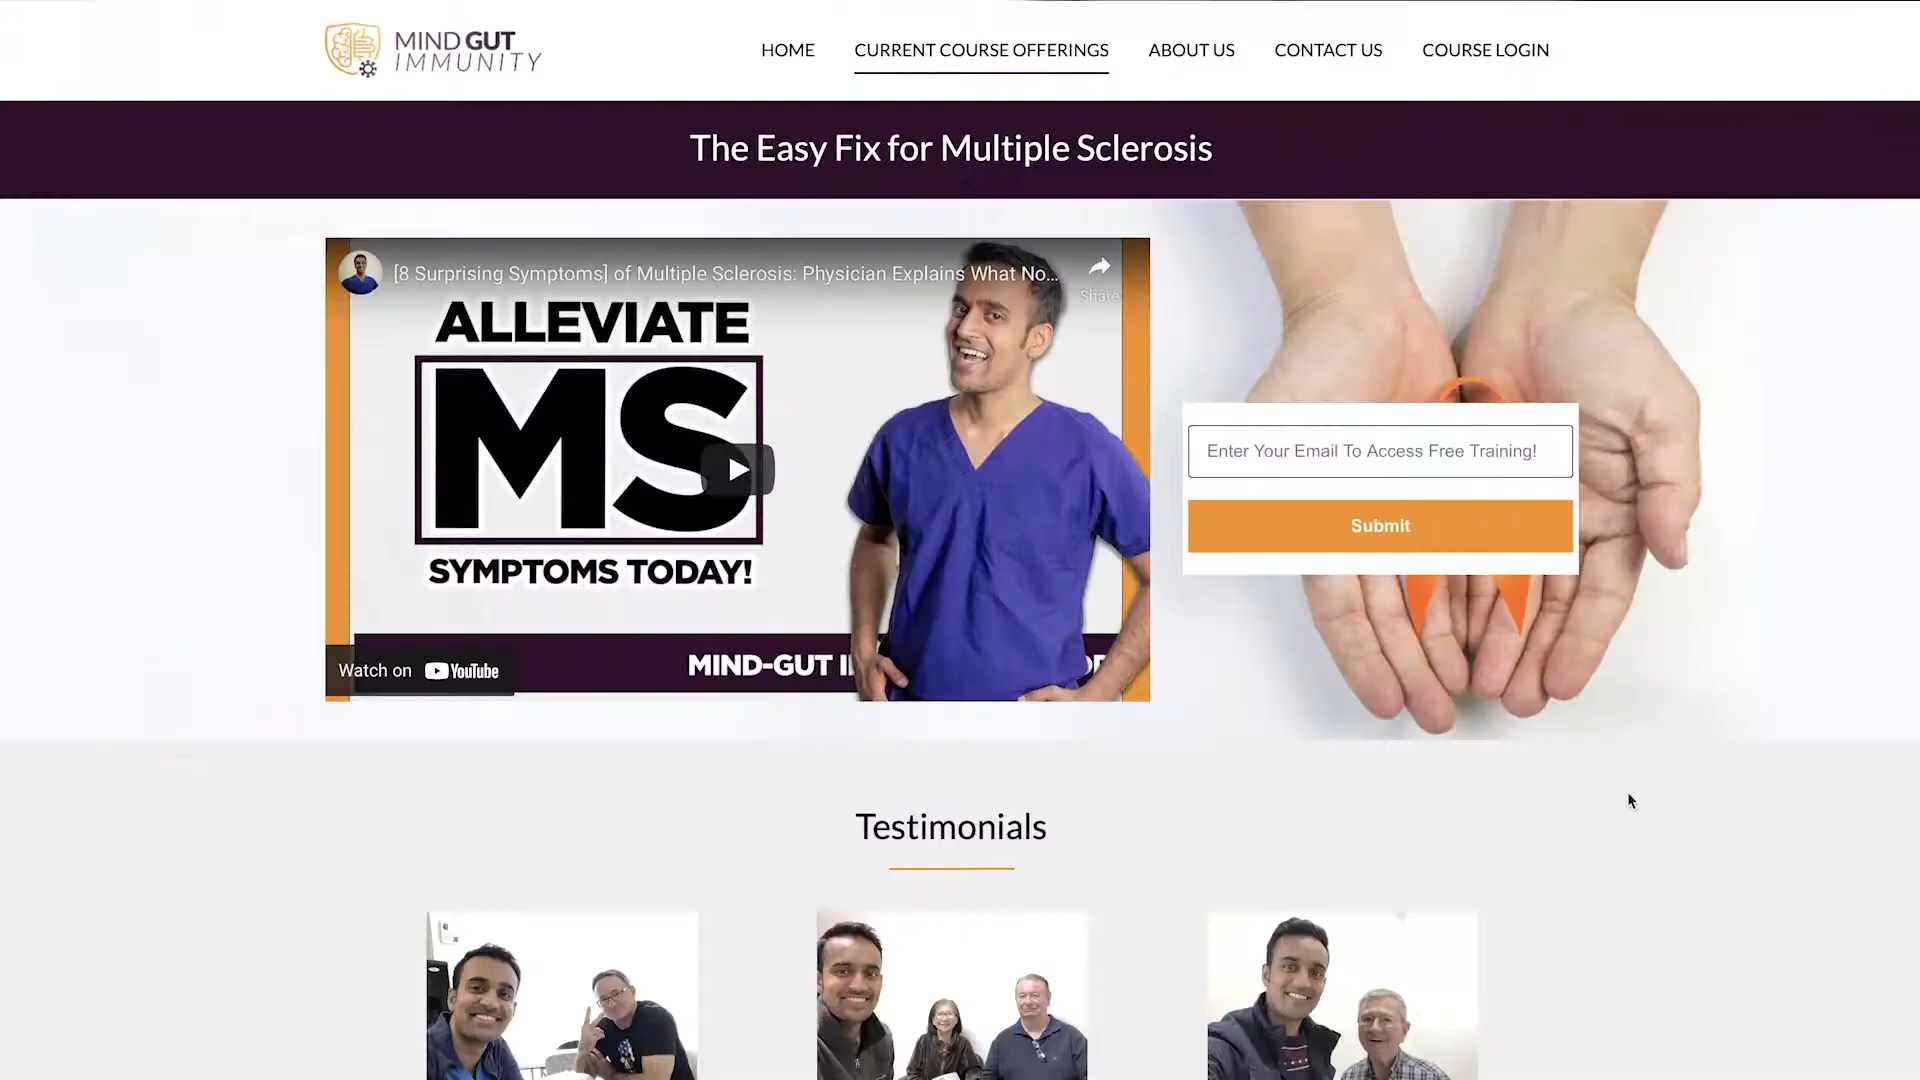 MIND GUT
IMMUNITY
HOME
CURRENT COURSE OFFERINGS
ABOUT US
CONTACT US
COURSE LOGIN
The Easy Fix for Multiple Sclerosis
[8 Surprising Symptoms] of Multiple Sclerosis: Physician Explains What No...
Share
ALLEVIATE
MS
SYMPTOMS TODAY!
MIND-GUT
Watch on YouTube
Enter Your Email To Access Free Training!
Submit
Testimonials